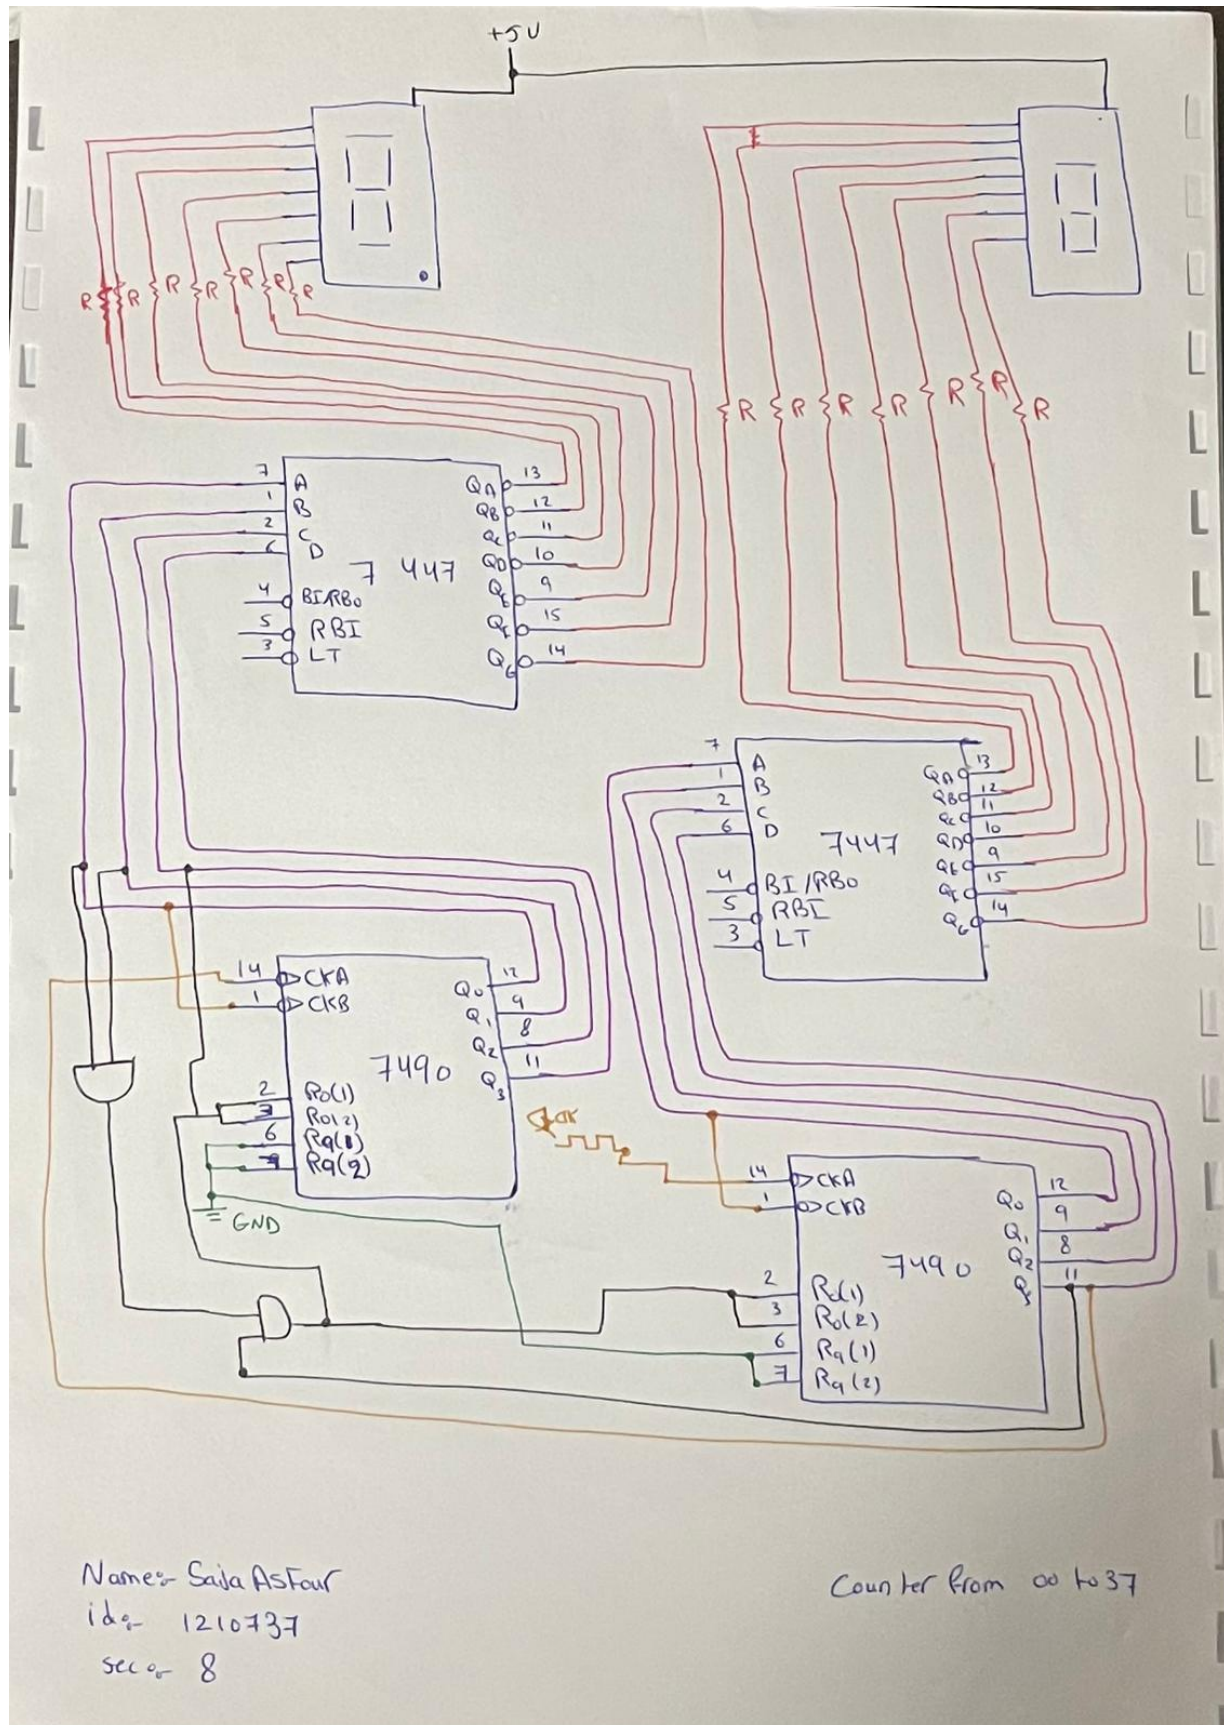 +5V
R R R R R R R
R R R R R R R
7 A QA 13
1 B QB 12
2 C Qc 11
6 D QD 10
7447
QE 9
4 BI/RBO
QF 15
5 RBI
3 LT
QG 14
7 A QA 13
1 B QB 12
2 C Qc 11
6 D QD 10
7447
QE 9
4 BI/RBO
QF 15
5 RBI
QG 14
3 LT
14 CKA Q0 12
1 CKB Q1 9
Q2 8
7490
Q3 11
2 R0(1)
3 R0(2)
6 R9(1)
7 R9(2)
GND
14 CKA Q0 12
1 CKB Q1 9
Q2 8
7490
Q3 11
2 R0(1)
3 R0(2)
6 R9(1)
7 R9(2)
Name:- Saja Asfour
id:- 1210737
sec:- 8
Counter from 00 to 37